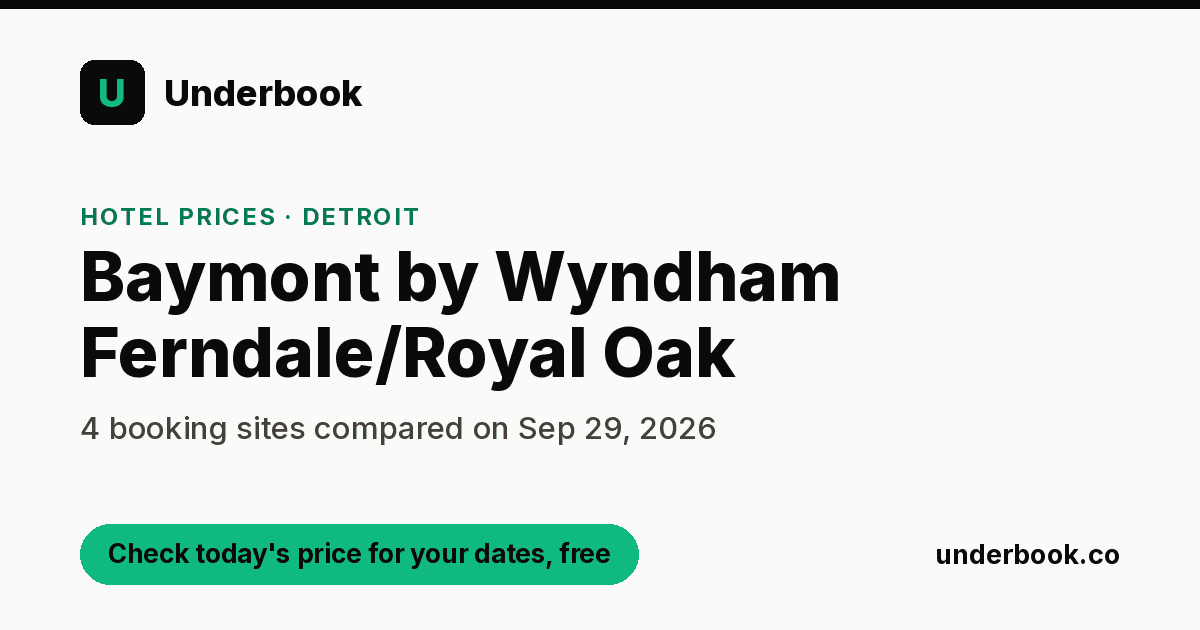 U Underbook
HOTEL PRICES · DETROIT
Baymont by Wyndham
Ferndale/Royal Oak
4 booking sites compared on Sep 29, 2026
Check today's price for your dates, free
underbook.co